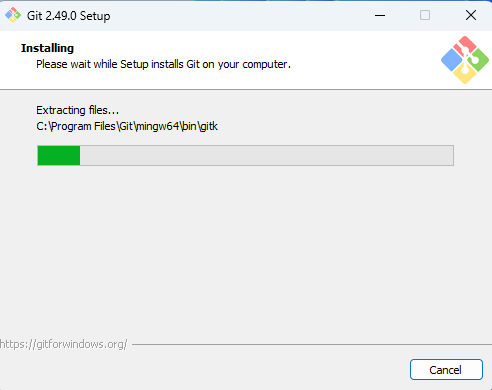 Git 2.49.0 Setup
Installing
Please wait while Setup installs Git on your computer.
Extracting files...
C:\Program Files\Git\mingw64\bin\gitk
https://gitforwindows.org/
Cancel